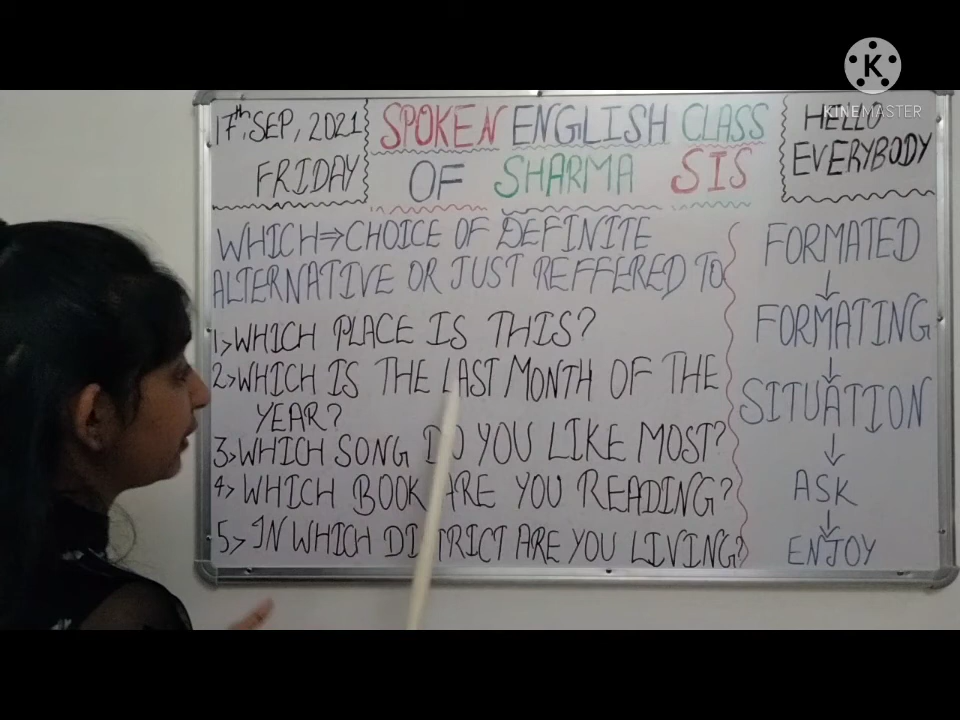 K
KINEMASTER
17th, SEP, 2021
FRIDAY
SPOKEN ENGLISH CLASS
OF SHARMA SIS
HELLO
EVERYBODY
WHICH⇒CHOICE OF DEFINITE
ALTERNATIVE OR JUST REFFERED TO
1>WHICH PLACE IS THIS?
2>WHICH IS THE LAST MONTH OF THE
YEAR?
3>WHICH SONG DO YOU LIKE MOST?
4> WHICH BOOK ARE YOU READING?
5> IN WHICH DISTRICT ARE YOU LIVING?
FORMATED
↓
FORMATING
↓
SITUATION
↓
ASK
↓
ENJOY